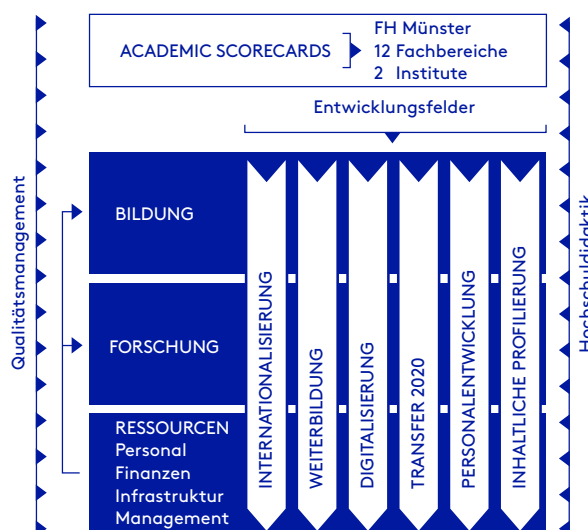 ACADEMIC SCORECARDS
FH Münster
12 Fachbereiche
2 Institute
Entwicklungsfelder
Qualitätsmanagement
BILDUNG
FORSCHUNG
RESSOURCEN
Personal
Finanzen
Infrastruktur
Management
INTERNATIONALISIERUNG
WEITERBILDUNG
DIGITALISIERUNG
TRANSFER 2020
PERSONALENTWICKLUNG
INHALTLICHE PROFILIERUNG
Hochschuldidaktik